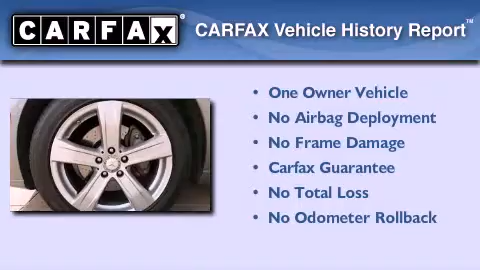 CARFAX® CARFAX Vehicle History Report™
• One Owner Vehicle
• No Airbag Deployment
• No Frame Damage
• Carfax Guarantee
• No Total Loss
• No Odometer Rollback